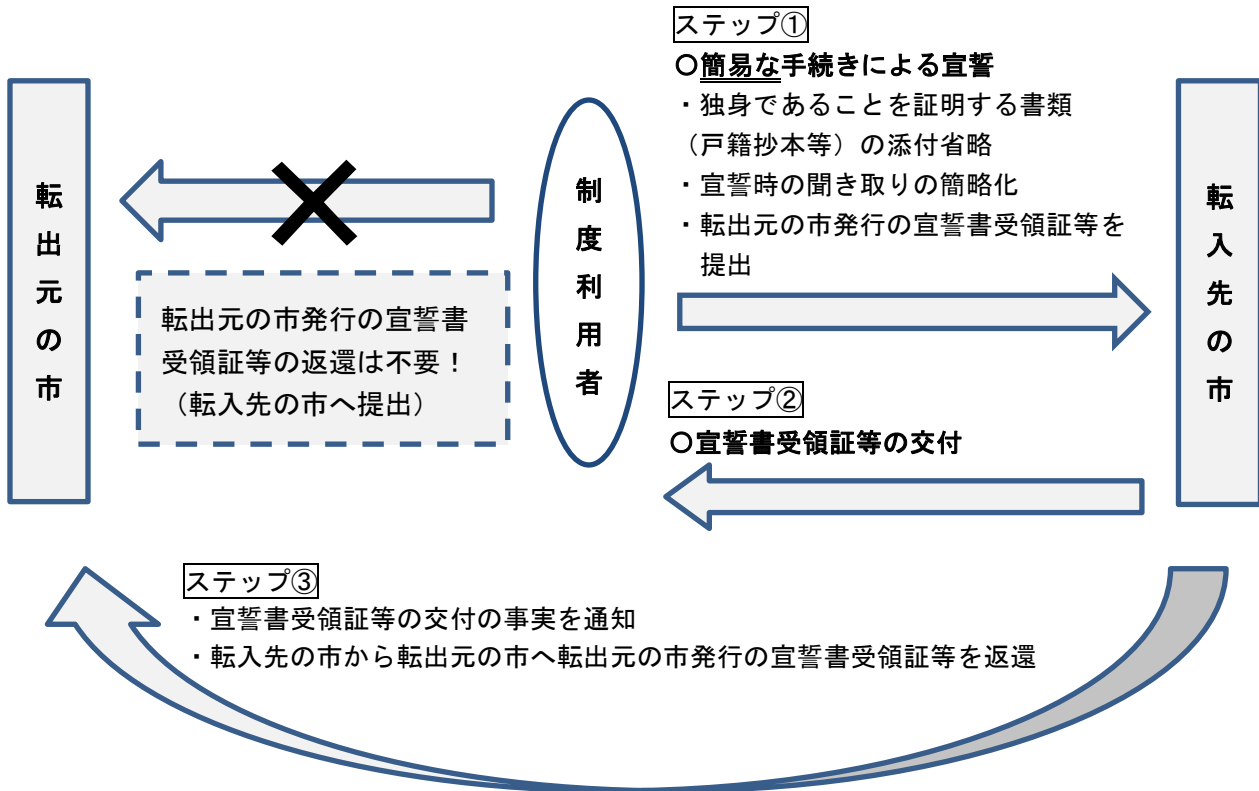 転出元の市
転出元の市発行の宣誓書
受領証等の返還は不要!
(転入先の市へ提出)
制度利用者
ステップ①
○簡易な手続きによる宣誓
・独身であることを証明する書類
(戸籍抄本等)の添付省略
・宣誓時の聞き取りの簡略化
・転出元の市発行の宣誓書受領証等を
提出
ステップ②
○宣誓書受領証等の交付
転入先の市
ステップ③
・宣誓書受領証等の交付の事実を通知
・転入先の市から転出元の市へ転出元の市発行の宣誓書受領証等を返還